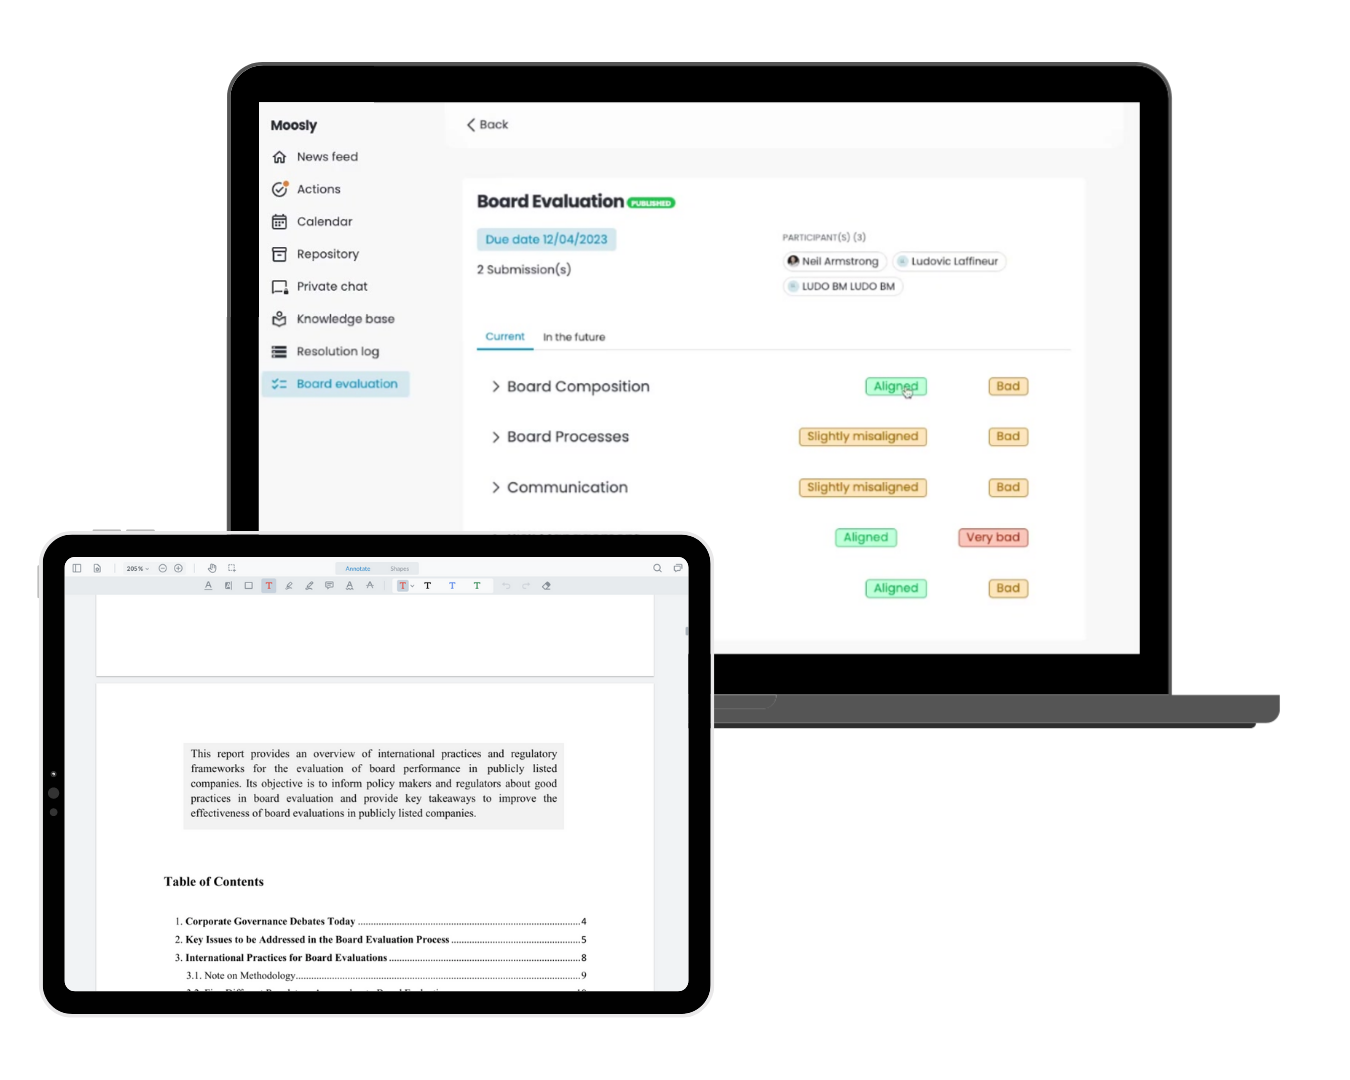 Moosly
News feed
Actions
Calendar
Repository
Private chat
Knowledge base
Resolution log
Board evaluation
Back
Board Evaluation PUBLISHED
Due date 12/04/2023
2 Submission(s)
PARTICIPANT(S) (3)
Neil Armstrong
Ludovic Laffineur
LUDO BM LUDO BM
Current In the future
Board Composition Aligned Bad
Board Processes Slightly misaligned Bad
Communication Slightly misaligned Bad
Aligned Very bad
Aligned Bad
205%
Annotate Shapes
This report provides an overview of international practices and regulatory
frameworks for the evaluation of board performance in publicly listed
companies. Its objective is to inform policy makers and regulators about good
practices in board evaluation and provide key takeaways to improve the
effectiveness of board evaluations in publicly listed companies.
Table of Contents
1. Corporate Governance Debates Today 4
2. Key Issues to be Addressed in the Board Evaluation Process 5
3. International Practices for Board Evaluations 8
3.1. Note on Methodology 9